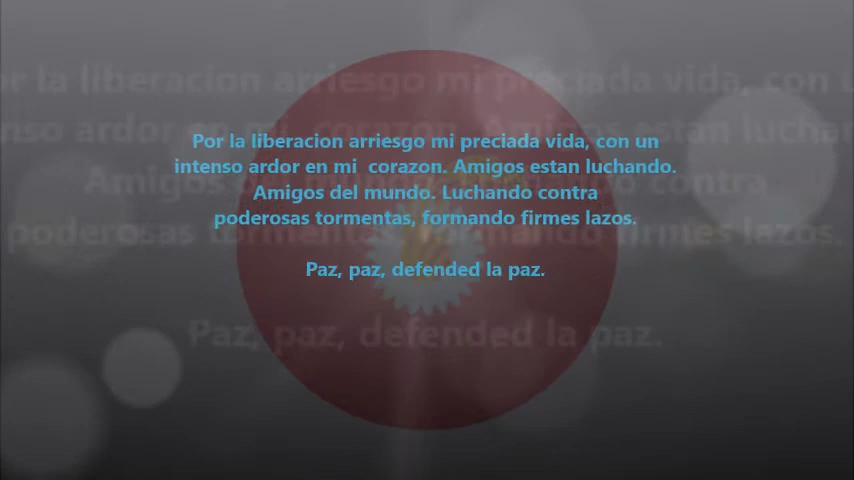 Por la liberacion arriesgo mi preciada vida, con un
intenso ardor en mi  corazon. Amigos estan luchando.
Amigos del mundo. Luchando contra
poderosas tormentas, formando firmes lazos.
Paz, paz, defended la paz.